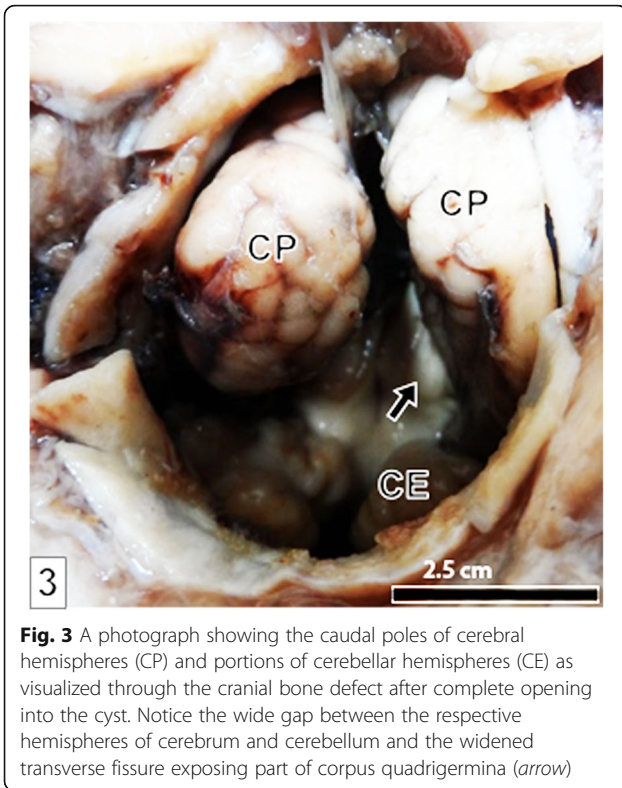 CP
CP
CE
2.5 cm
3
Fig. 3 A photograph showing the caudal poles of cerebral
hemispheres (CP) and portions of cerebellar hemispheres (CE) as
visualized through the cranial bone defect after complete opening
into the cyst. Notice the wide gap between the respective
hemispheres of cerebrum and cerebellum and the widened
transverse fissure exposing part of corpus quadrigermina (arrow)